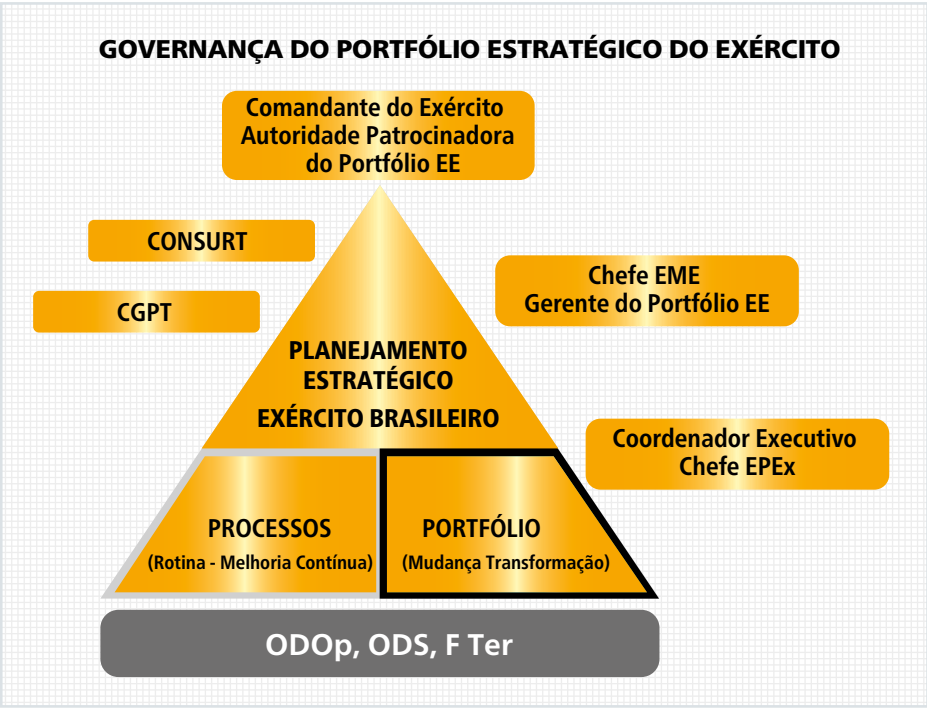 GOVERNANÇA DO PORTFÓLIO ESTRATÉGICO DO EXÉRCITO
Comandante do Exército
Autoridade Patrocinadora
do Portfólio EE
CONSURT
CGPT
Chefe EME
Gerente do Portfólio EE
PLANEJAMENTO
ESTRATÉGICO
EXÉRCITO BRASILEIRO
Coordenador Executivo
Chefe EPEx
PROCESSOS
(Rotina - Melhoria Contínua)
PORTFÓLIO
(Mudança Transformação)
ODOp, ODS, F Ter